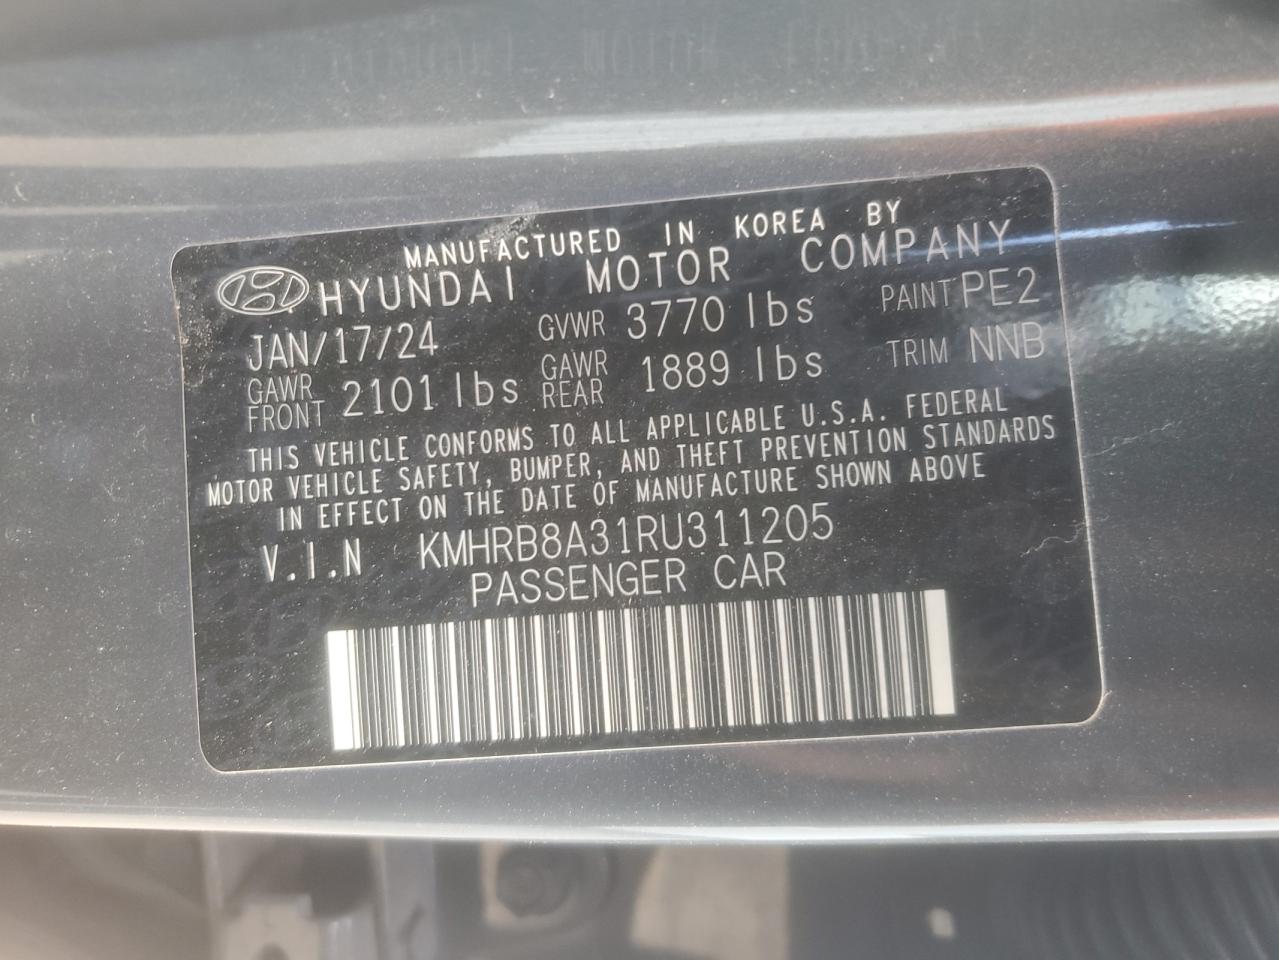 MANUFACTURED IN KOREA BY
HYUNDAI MOTOR COMPANY
JAN/17/24 GVWR 3770 lbs PAINT PE2
GAWR FRONT 2101 lbs GAWR REAR 1889 lbs TRIM NNB
THIS VEHICLE CONFORMS TO ALL APPLICABLE U.S.A. FEDERAL
MOTOR VEHICLE SAFETY, BUMPER, AND THEFT PREVENTION STANDARDS
IN EFFECT ON THE DATE OF MANUFACTURE SHOWN ABOVE
V.I.N KMHRB8A31RU311205
PASSENGER CAR